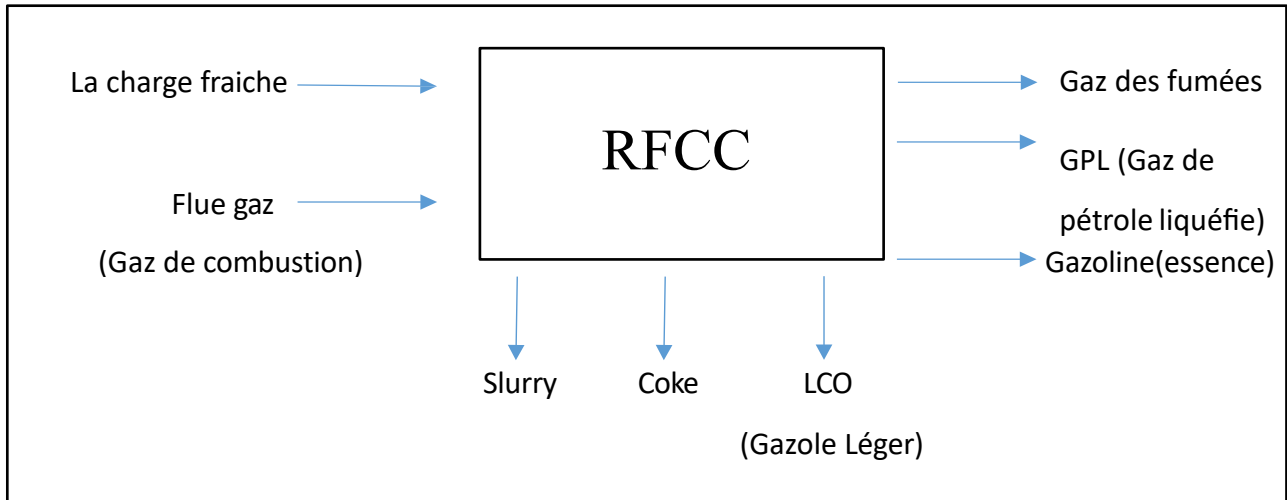 La charge fraiche
Flue gaz
(Gaz de combustion)
RFCC
Gaz des fumées
GPL (Gaz de
pétrole liquéfie)
Gazoline(essence)
Slurry
Coke
LCO
(Gazole Léger)